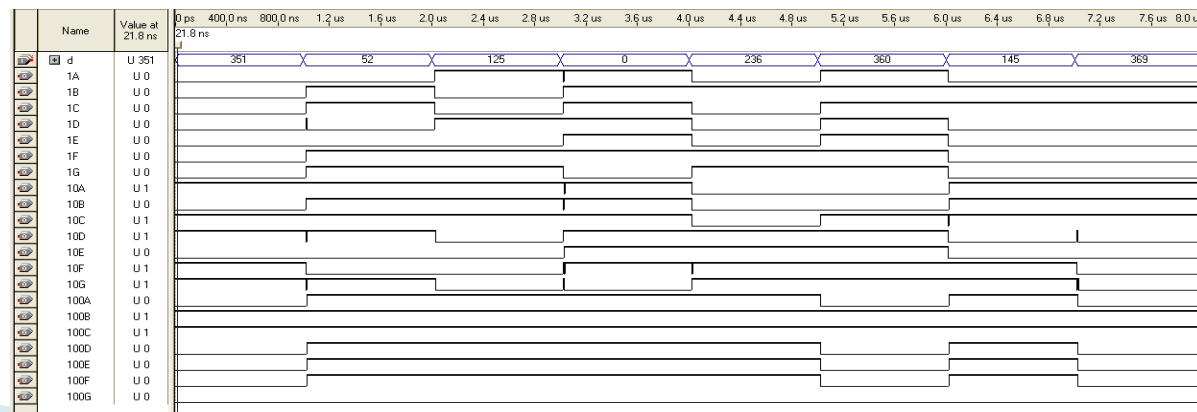 Name Value at 21.8 ns
0 ps 400,0 ns 800,0 ns 1.2 us 1.6 us 2.0 us 2.4 us 2.8 us 3.2 us 3.6 us 4.0 us 4.4 us 4.8 us 5.2 us 5.6 us 6.0 us 6.4 us 6.8 us 7.2 us 7.6 us 8.0 u
21.8 ns
d U 351 351 52 125 0 236 360 145 369
1A U 0
1B U 0
1C U 0
1D U 0
1E U 0
1F U 0
1G U 0
10A U 1
10B U 0
10C U 1
10D U 1
10E U 0
10F U 1
10G U 1
100A U 0
100B U 1
100C U 1
100D U 0
100E U 0
100F U 0
100G U 0